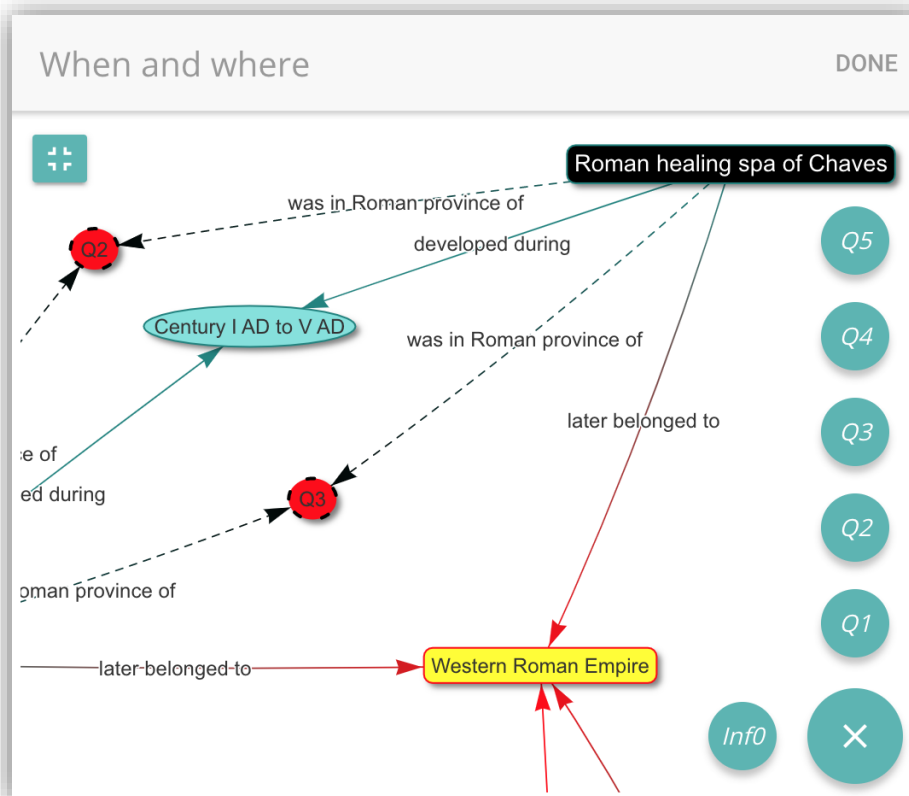 When and where
DONE
Roman healing spa of Chaves
was in Roman province of
Q5
developed during
Q2
Century I AD to V AD
Q4
was in Roman province of
later belonged to
Q3
ce of
ed during
Q3
Q2
oman province of
Q1
later belonged to
Western Roman Empire
Inf0